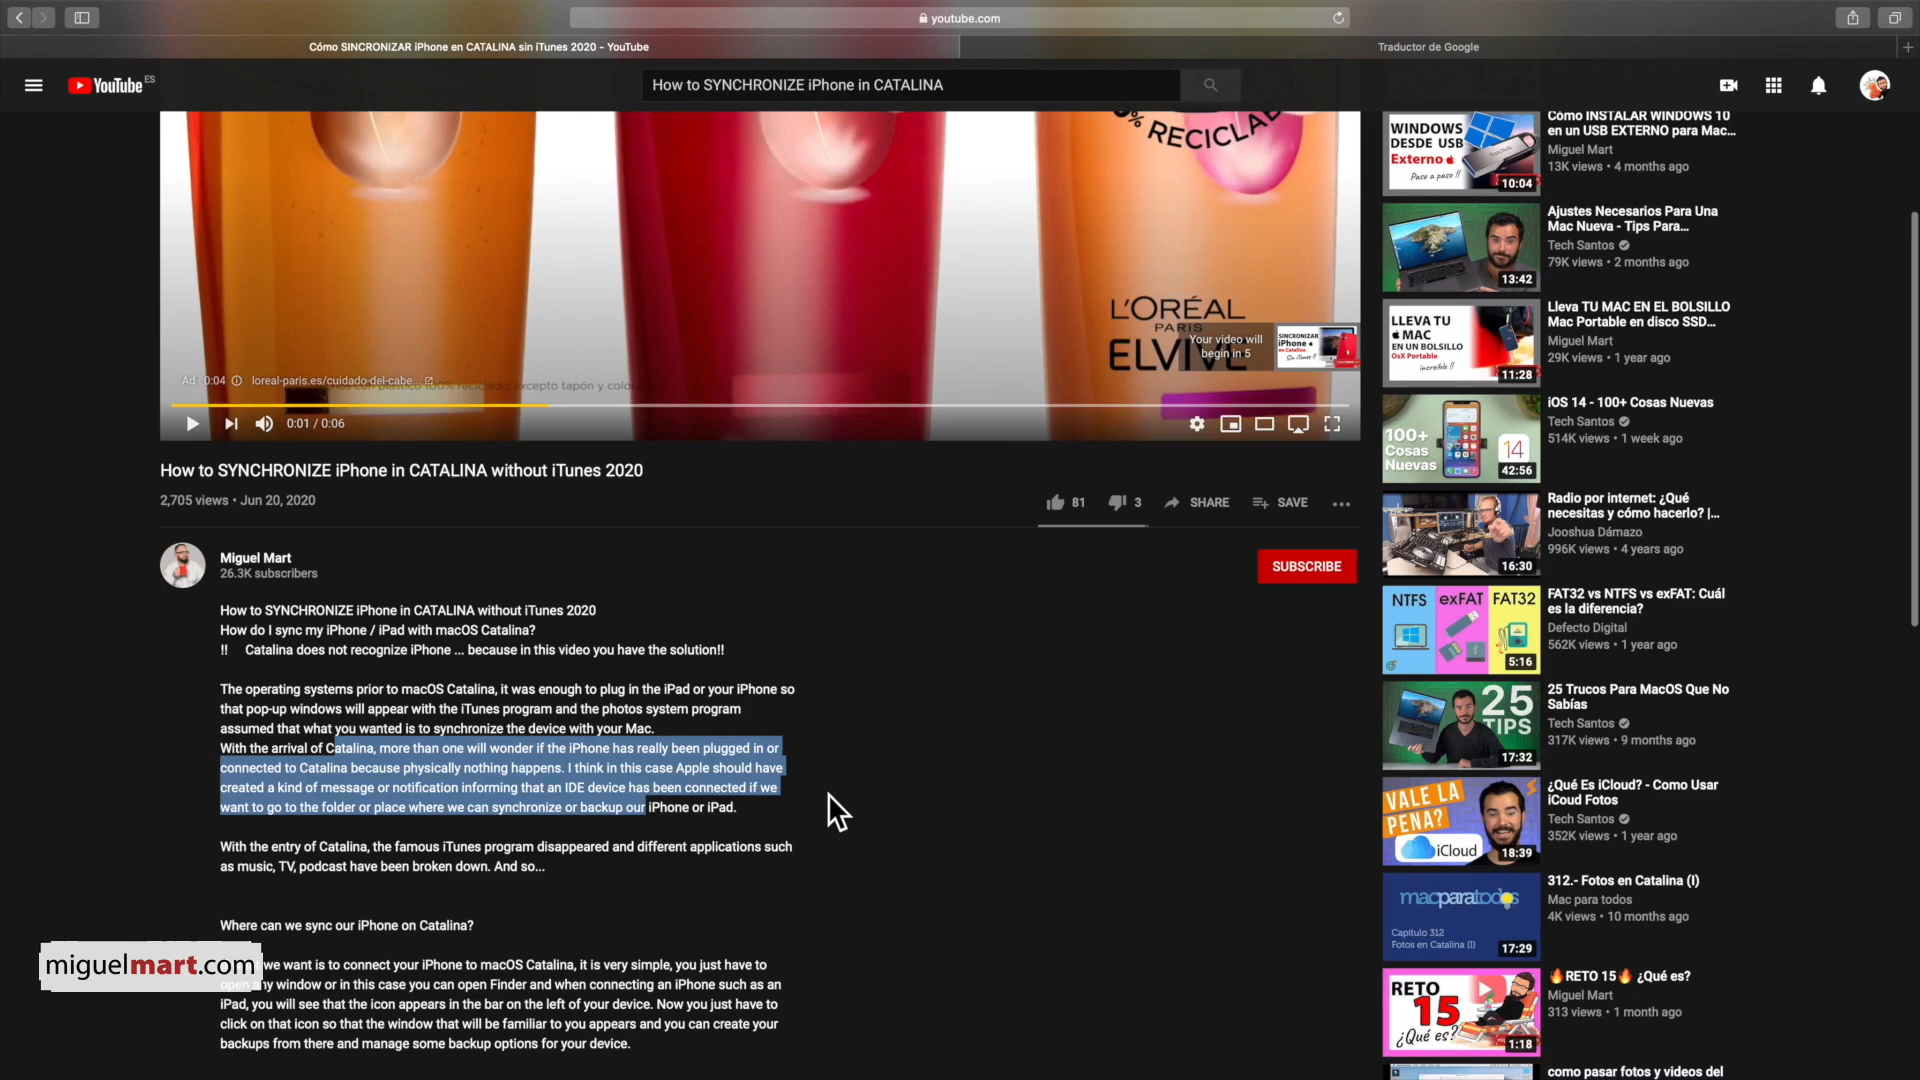 youtube.com
Cómo SINCRONIZAR iPhone en CATALINA sin iTunes 2020 - YouTube
Traductor de Google
YouTube ES
How to SYNCHRONIZE iPhone in CATALINA
% RECICLAB
L'ORÉAL
PARIS
ELVIVE
Your video will
begin in 5
SINCRONIZAR
iPhone
en Catalina
Sin iTunes !!
Ad · 0:04
loreal-paris.es/cuidado-del-cabe...
con plástico 100% reciclado, excepto tapón y color
0:01 / 0:06
How to SYNCHRONIZE iPhone in CATALINA without iTunes 2020
2,705 views • Jun 20, 2020
81
3
SHARE
SAVE
Miguel Mart
26.3K subscribers
SUBSCRIBE
How to SYNCHRONIZE iPhone in CATALINA without iTunes 2020
How do I sync my iPhone / iPad with macOS Catalina?
!! Catalina does not recognize iPhone ... because in this video you have the solution!!
The operating systems prior to macOS Catalina, it was enough to plug in the iPad or your iPhone so
that pop-up windows will appear with the iTunes program and the photos system program
assumed that what you wanted is to synchronize the device with your Mac.
With the arrival of Catalina, more than one will wonder if the iPhone has really been plugged in or
connected to Catalina because physically nothing happens. I think in this case Apple should have
created a kind of message or notification informing that an IDE device has been connected if we
want to go to the folder or place where we can synchronize or backup our iPhone or iPad.
With the entry of Catalina, the famous iTunes program disappeared and different applications such
as music, TV, podcast have been broken down. And so...
Where can we sync our iPhone on Catalina?
we want is to connect your iPhone to macOS Catalina, it is very simple, you just have to
open any window or in this case you can open Finder and when connecting an iPhone such as an
iPad, you will see that the icon appears in the bar on the left of your device. Now you just have to
click on that icon so that the window that will be familiar to you appears and you can create your
backups from there and manage some backup options for your device.
miguelmart.com
WINDOWS
DESDE USB
Externo
Paso a paso !!
10:04
Cómo INSTALAR WINDOWS 10
en un USB EXTERNO para Mac...
Miguel Mart
13K views • 4 months ago
13:42
Ajustes Necesarios Para Una
Mac Nueva - Tips Para...
Tech Santos
79K views • 2 months ago
LLEVA TU
MAC
EN UN BOLSILLO
OsX Portable
increíble !!
11:28
Lleva TU MAC EN EL BOLSILLO
Mac Portable en disco SSD...
Miguel Mart
29K views • 1 year ago
100+
Cosas
Nuevas
14
42:56
iOS 14 - 100+ Cosas Nuevas
Tech Santos
514K views • 1 week ago
16:30
Radio por internet: ¿Qué
necesitas y cómo hacerlo? |...
Jooshua Dámazo
996K views • 4 years ago
NTFS
exFAT
FAT32
5:16
FAT32 vs NTFS vs exFAT: Cuál
es la diferencia?
Defecto Digital
562K views • 1 year ago
25
TIPS
17:32
25 Trucos Para MacOS Que No
Sabías
Tech Santos
317K views • 9 months ago
VALE LA
PENA?
iCloud
18:39
¿Qué Es iCloud? - Como Usar
iCoud Fotos
Tech Santos
352K views • 1 year ago
macparatodos
Capítulo 312
Fotos en Catalina (I)
17:29
312.- Fotos en Catalina (I)
Mac para todos
4K views • 10 months ago
RETO
15
¿Qué es?
1:18
🔥RETO 15🔥 ¿Qué es?
Miguel Mart
313 views • 1 month ago
como pasar fotos y videos del